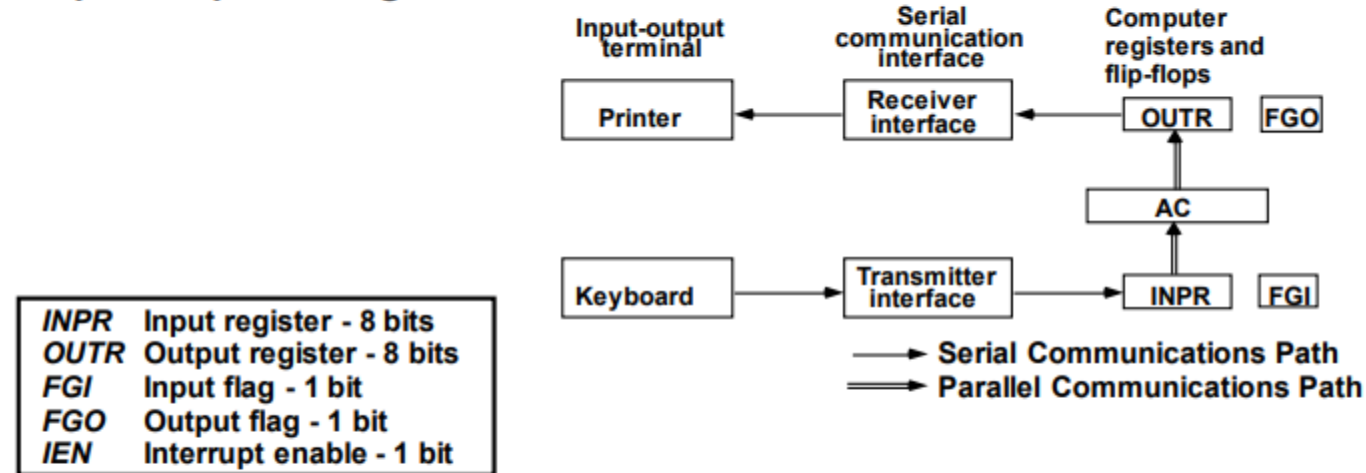 Input-output
terminal
Serial
communication
interface
Computer
registers and
flip-flops
Printer
Receiver
interface
OUTR
FGO
AC
Keyboard
Transmitter
interface
INPR
FGI
Serial Communications Path
Parallel Communications Path
INPR Input register - 8 bits
OUTR Output register - 8 bits
FGI Input flag - 1 bit
FGO Output flag - 1 bit
IEN Interrupt enable - 1 bit